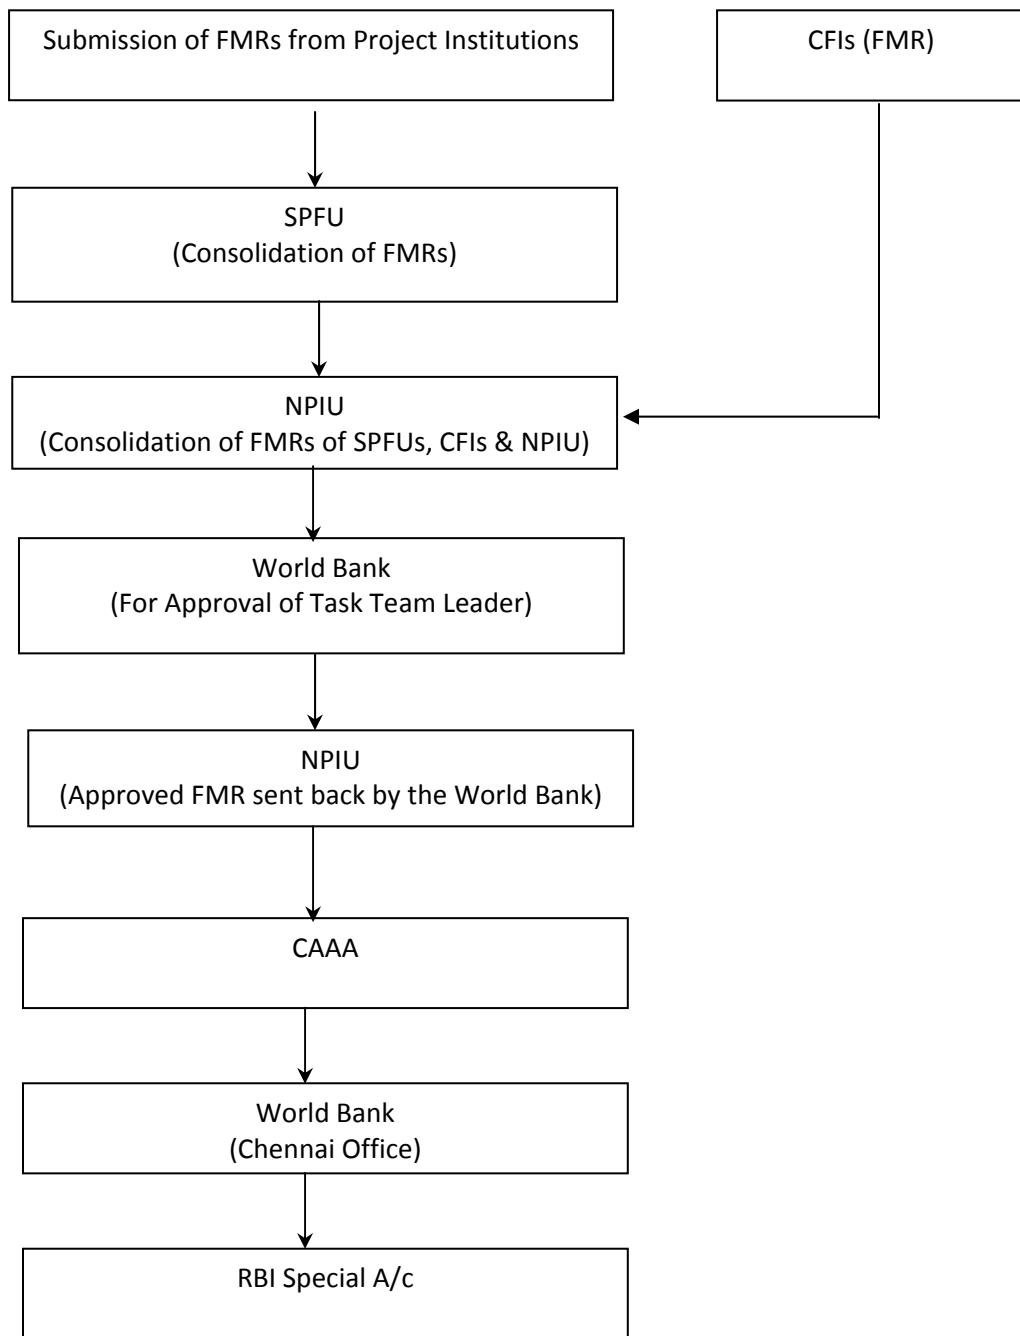 Submission of FMRs from Project Institutions
CFIs (FMR)
SPFU
(Consolidation of FMRs)
NPIU
(Consolidation of FMRs of SPFUs, CFIs & NPIU)
World Bank
(For Approval of Task Team Leader)
NPIU
(Approved FMR sent back by the World Bank)
CAAA
World Bank
(Chennai Office)
RBI Special A/c